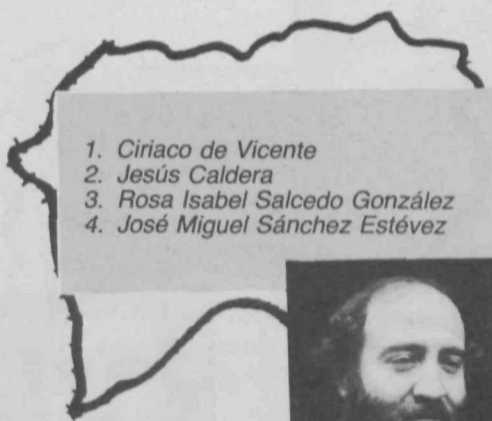 1. Ciriaco de Vicente
2. Jesús Caldera
3. Rosa Isabel Salcedo González
4. José Miguel Sánchez Estévez